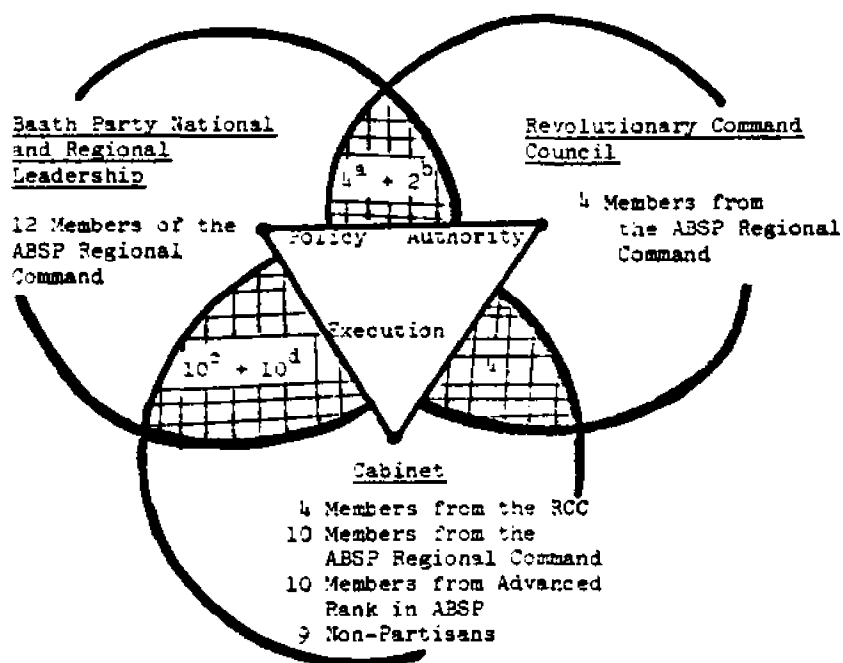 Baath Party National
and Regional
Leadership
12 Members of the
ABSP Regional
Command
Revolutionary Command
Council
4 Members from
the ABSP Regional
Command
4ᵃ + 2ᵇ
Policy Authority
Execution
10ᶜ + 10ᵈ
4
Cabinet
4 Members from the RCC
10 Members from the
ABSP Regional Command
10 Members from Advanced
Rank in ABSP
9 Non-Partisans